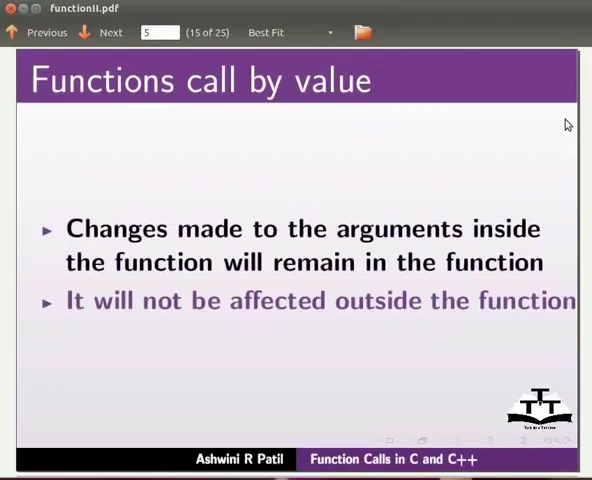 functionII.pdf
Previous Next 5 (15 of 25) Best Fit
Functions call by value
Changes made to the arguments inside
the function will remain in the function
It will not be affected outside the function
TTT
Ashwini R Patil Function Calls in C and C++